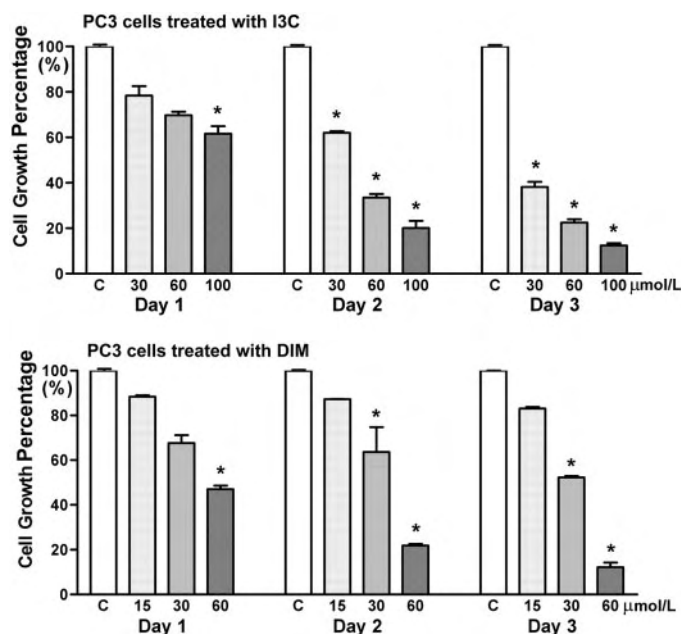 PC3 cells treated with I3C
Cell Growth Percentage
(%)
100
80
60
40
20
0
*
* * *
* * *
C 30 60 100 C 30 60 100 C 30 60 100 μmol/L
Day 1 Day 2 Day 3
PC3 cells treated with DIM
Cell Growth Percentage
(%)
100
80
60
40
20
0
*
* *
* *
C 15 30 60 C 15 30 60 C 15 30 60 μmol/L
Day 1 Day 2 Day 3